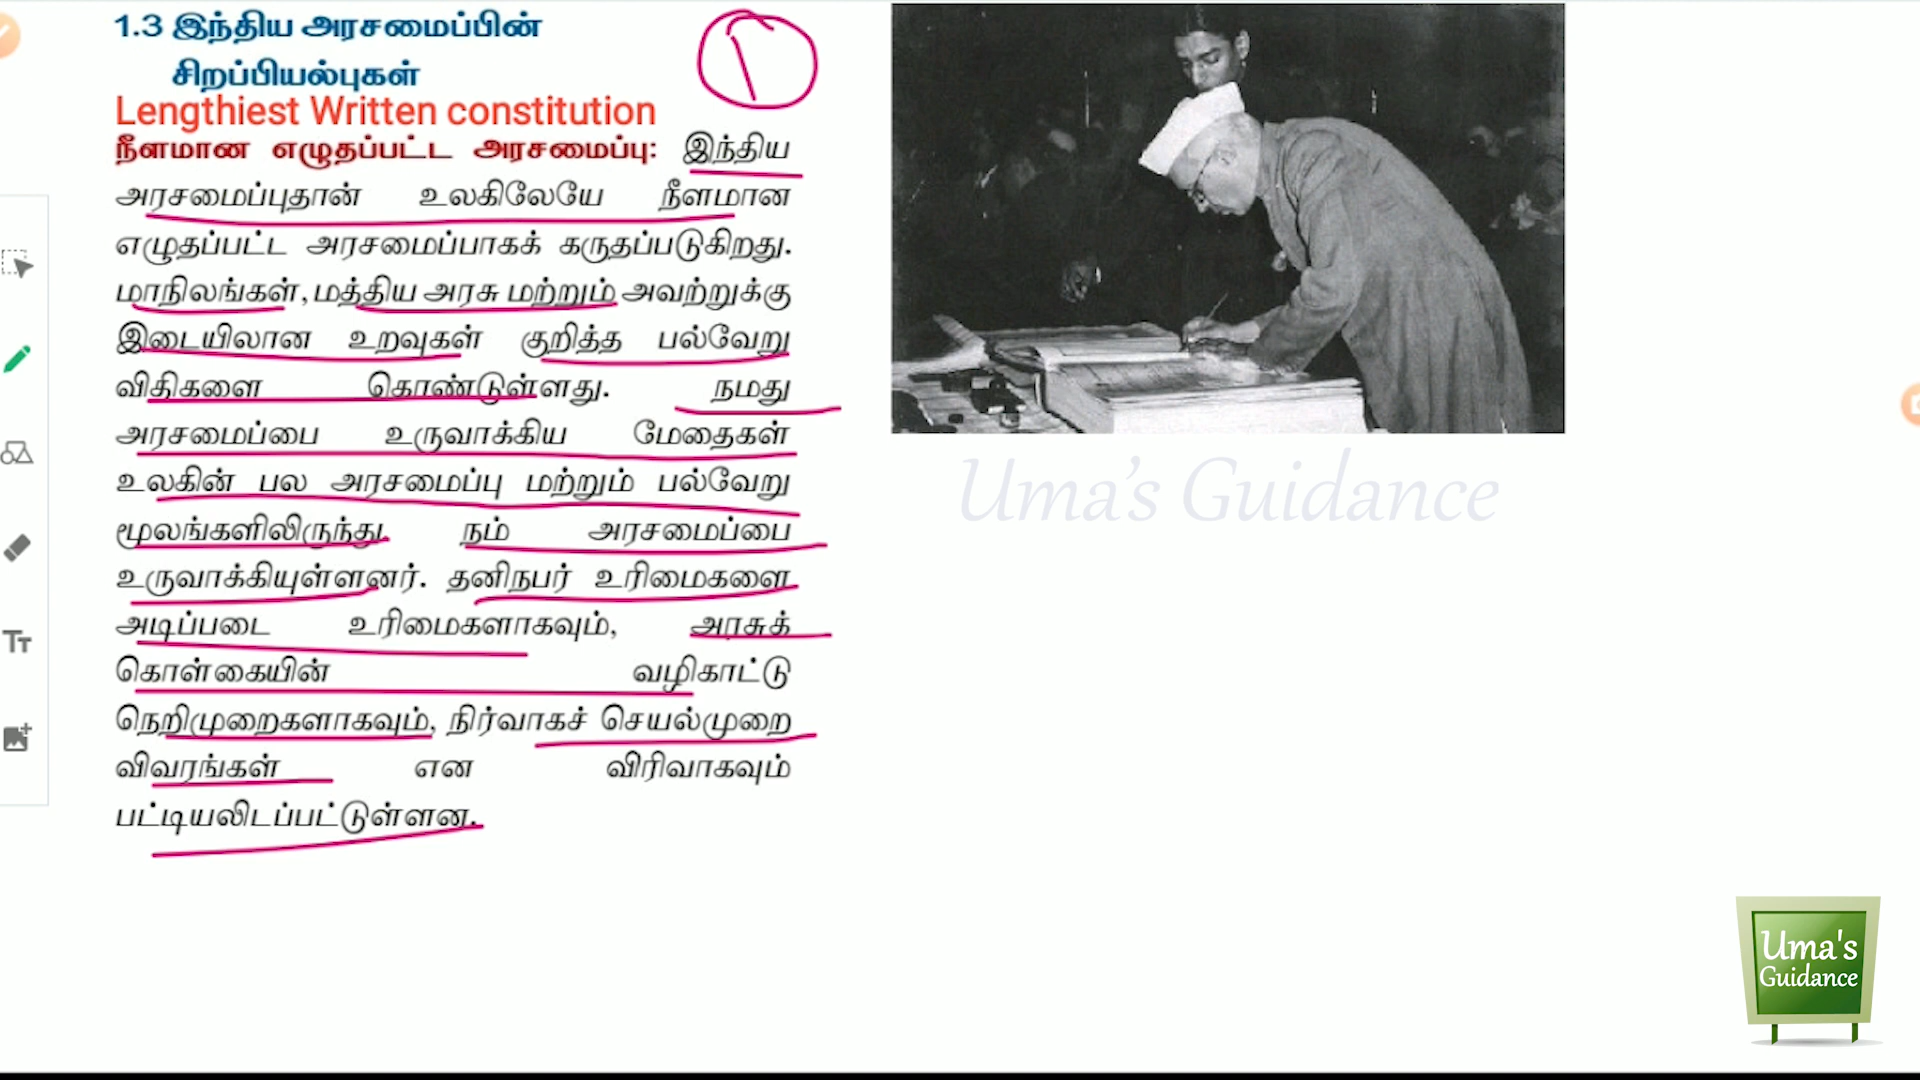 1.3 இந்திய அரசமைப்பின்
சிறப்பியல்புகள்
Lengthiest Written constitution
நீளமான எழுதப்பட்ட அரசமைப்பு: இந்திய
அரசமைப்புதான் உலகிலேயே நீளமான
எழுதப்பட்ட அரசமைப்பாகக் கருதப்படுகிறது.
மாநிலங்கள், மத்திய அரசு மற்றும் அவற்றுக்கு
இடையிலான உறவுகள் குறித்த பல்வேறு
விதிகளை கொண்டுள்ளது. நமது
அரசமைப்பை உருவாக்கிய மேதைகள்
உலகின் பல அரசமைப்பு மற்றும் பல்வேறு
மூலங்களிலிருந்து நம் அரசமைப்பை
உருவாக்கியுள்ளனர். தனிநபர் உரிமைகளை
அடிப்படை உரிமைகளாகவும், அரசுக்
கொள்கையின் வழிகாட்டு
நெறிமுறைகளாகவும், நிர்வாகச் செயல்முறை
விவரங்கள் என விரிவாகவும்
பட்டியலிடப்பட்டுள்ளன.
Uma's Guidance
Uma's
Guidance
TT